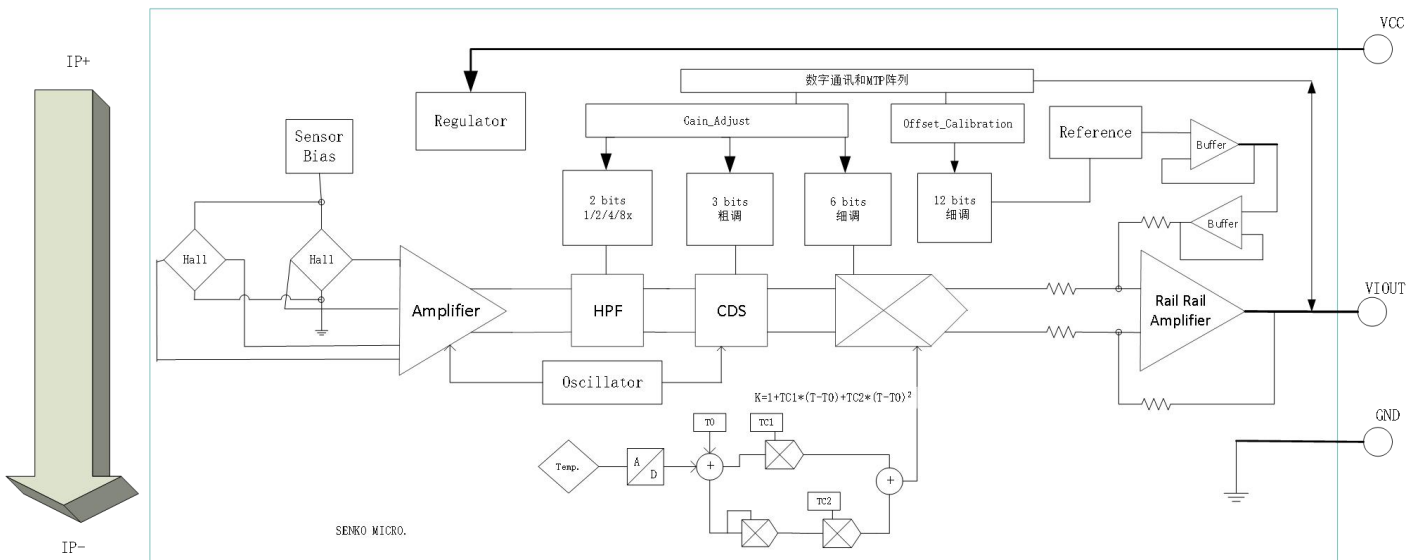 VCC
IP+
数字通讯和MTP阵列
Regulator
Gain_Adjust
Offset_Calibration
Reference
Buffer
Sensor
Bias
2 bits
1/2/4/8x
3 bits
粗调
6 bits
细调
12 bits
细调
Buffer
Hall
Hall
Amplifier
HPF
CDS
Rail Rail
Amplifier
VIOUT
Oscillator
K=1+TC1*(T-T0)+TC2*(T-T0)²
T0
TC1
GND
Temp.
A
D
+
+
TC2
SENKO MICRO.
IP-